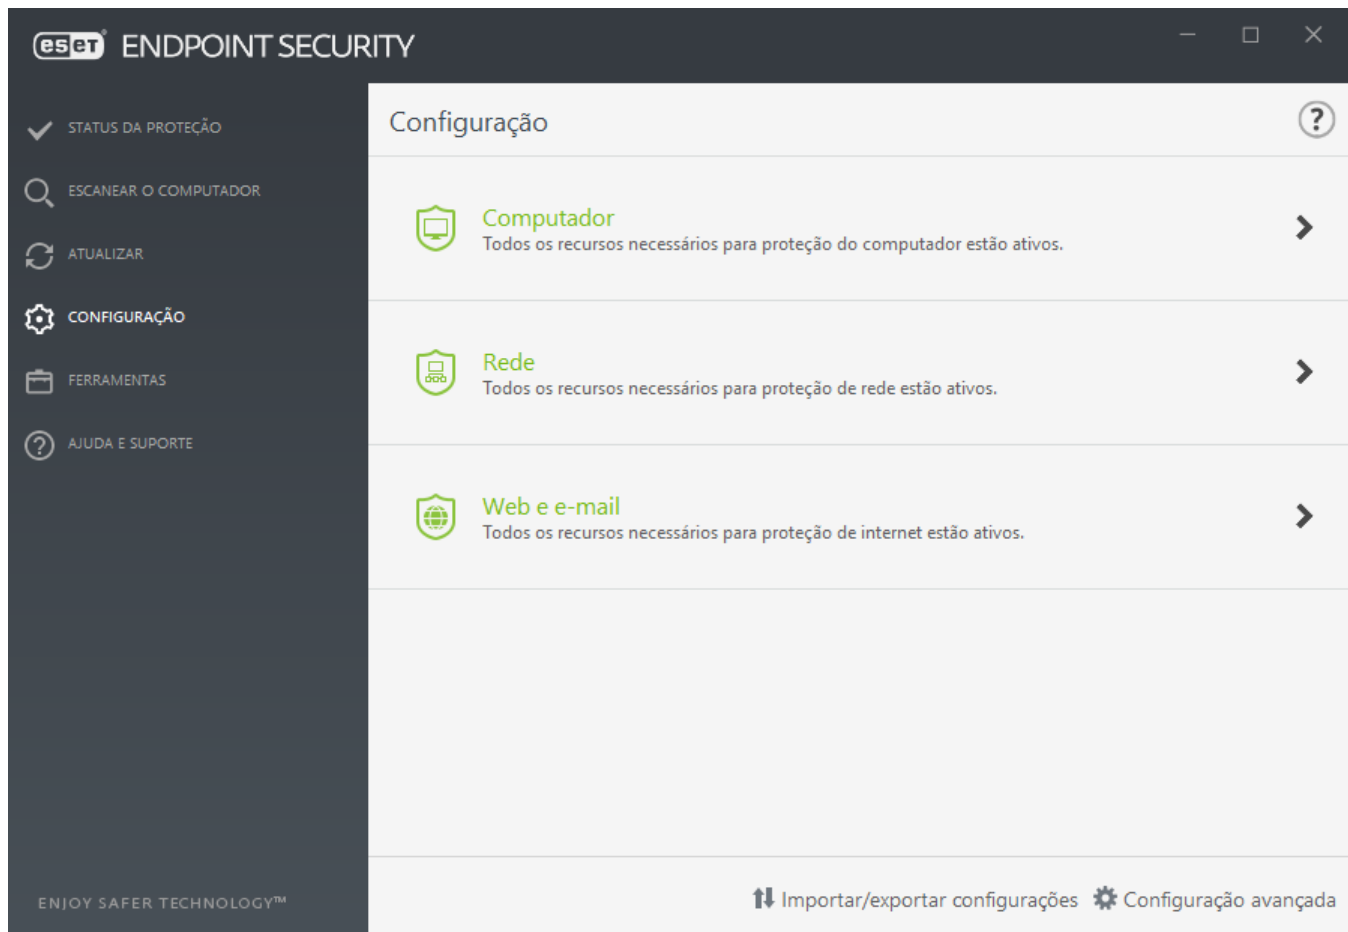 eset ENDPOINT SECURITY
STATUS DA PROTEÇÃO
ESCANEAR O COMPUTADOR
ATUALIZAR
CONFIGURAÇÃO
FERRAMENTAS
AJUDA E SUPORTE
ENJOY SAFER TECHNOLOGY™
Configuração
?
Computador
Todos os recursos necessários para proteção do computador estão ativos.
Rede
Todos os recursos necessários para proteção de rede estão ativos.
Web e e-mail
Todos os recursos necessários para proteção de internet estão ativos.
Importar/exportar configurações Configuração avançada